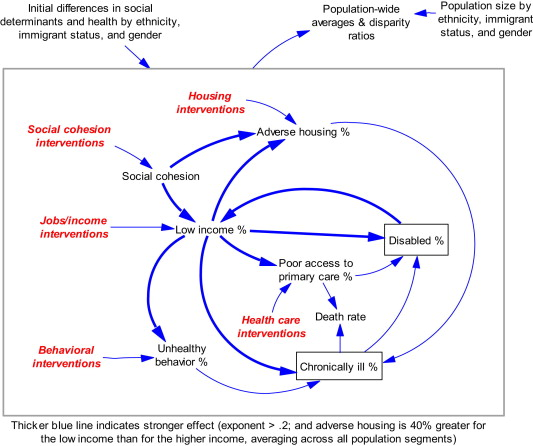 Initial differences in social
determinants and health by ethnicity,
immigrant status, and gender
Population-wide
averages & disparity
ratios
Population size by
ethnicity, immigrant
status, and gender
Housing
interventions
Social cohesion
interventions
Adverse housing %
Social cohesion
Jobs/income
interventions
Low income %
Disabled %
Poor access to
primary care %
Health care
interventions
Death rate
Behavioral
interventions
Unhealthy
behavior %
Chronically ill %
Thicker blue line indicates stronger effect (exponent > .2; and adverse housing is 40% greater for
the low income than for the higher income, averaging across all population segments)